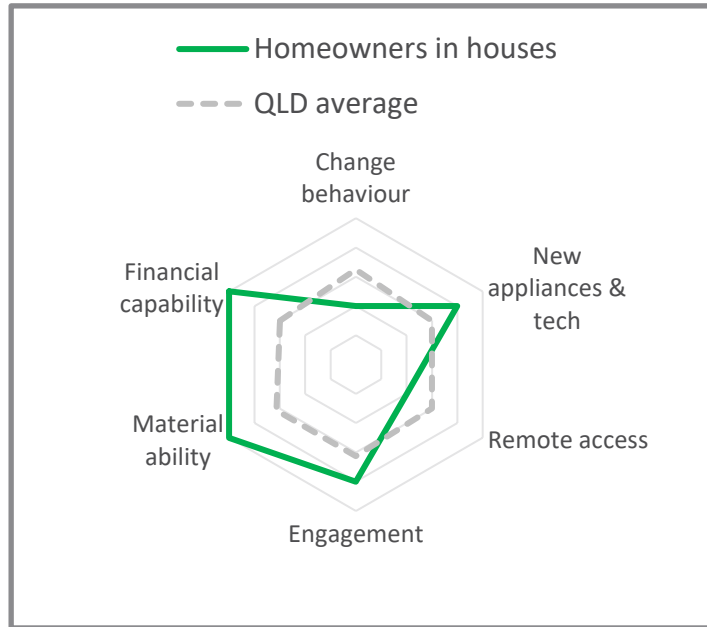 Homeowners in houses
QLD average
Change
behaviour
New
appliances &
tech
Remote access
Engagement
Material
ability
Financial
capability